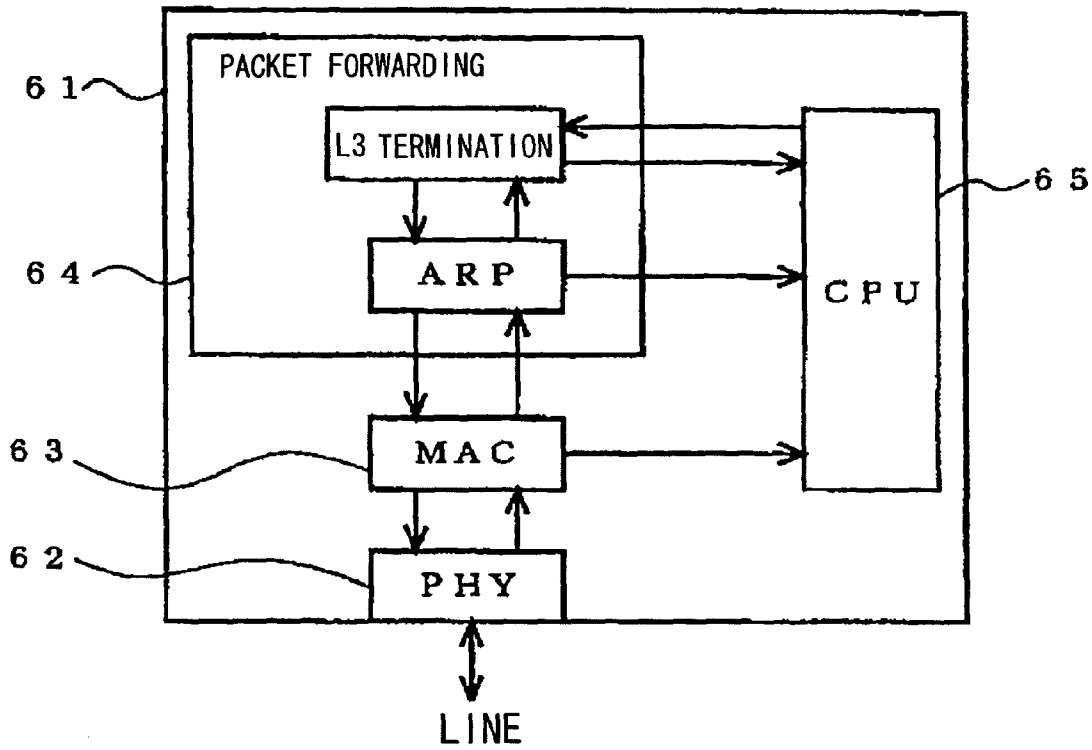 PACKET FORWARDING
61
L3 TERMINATION
65
64
ARP
CPU
63
MAC
62
PHY
LINE